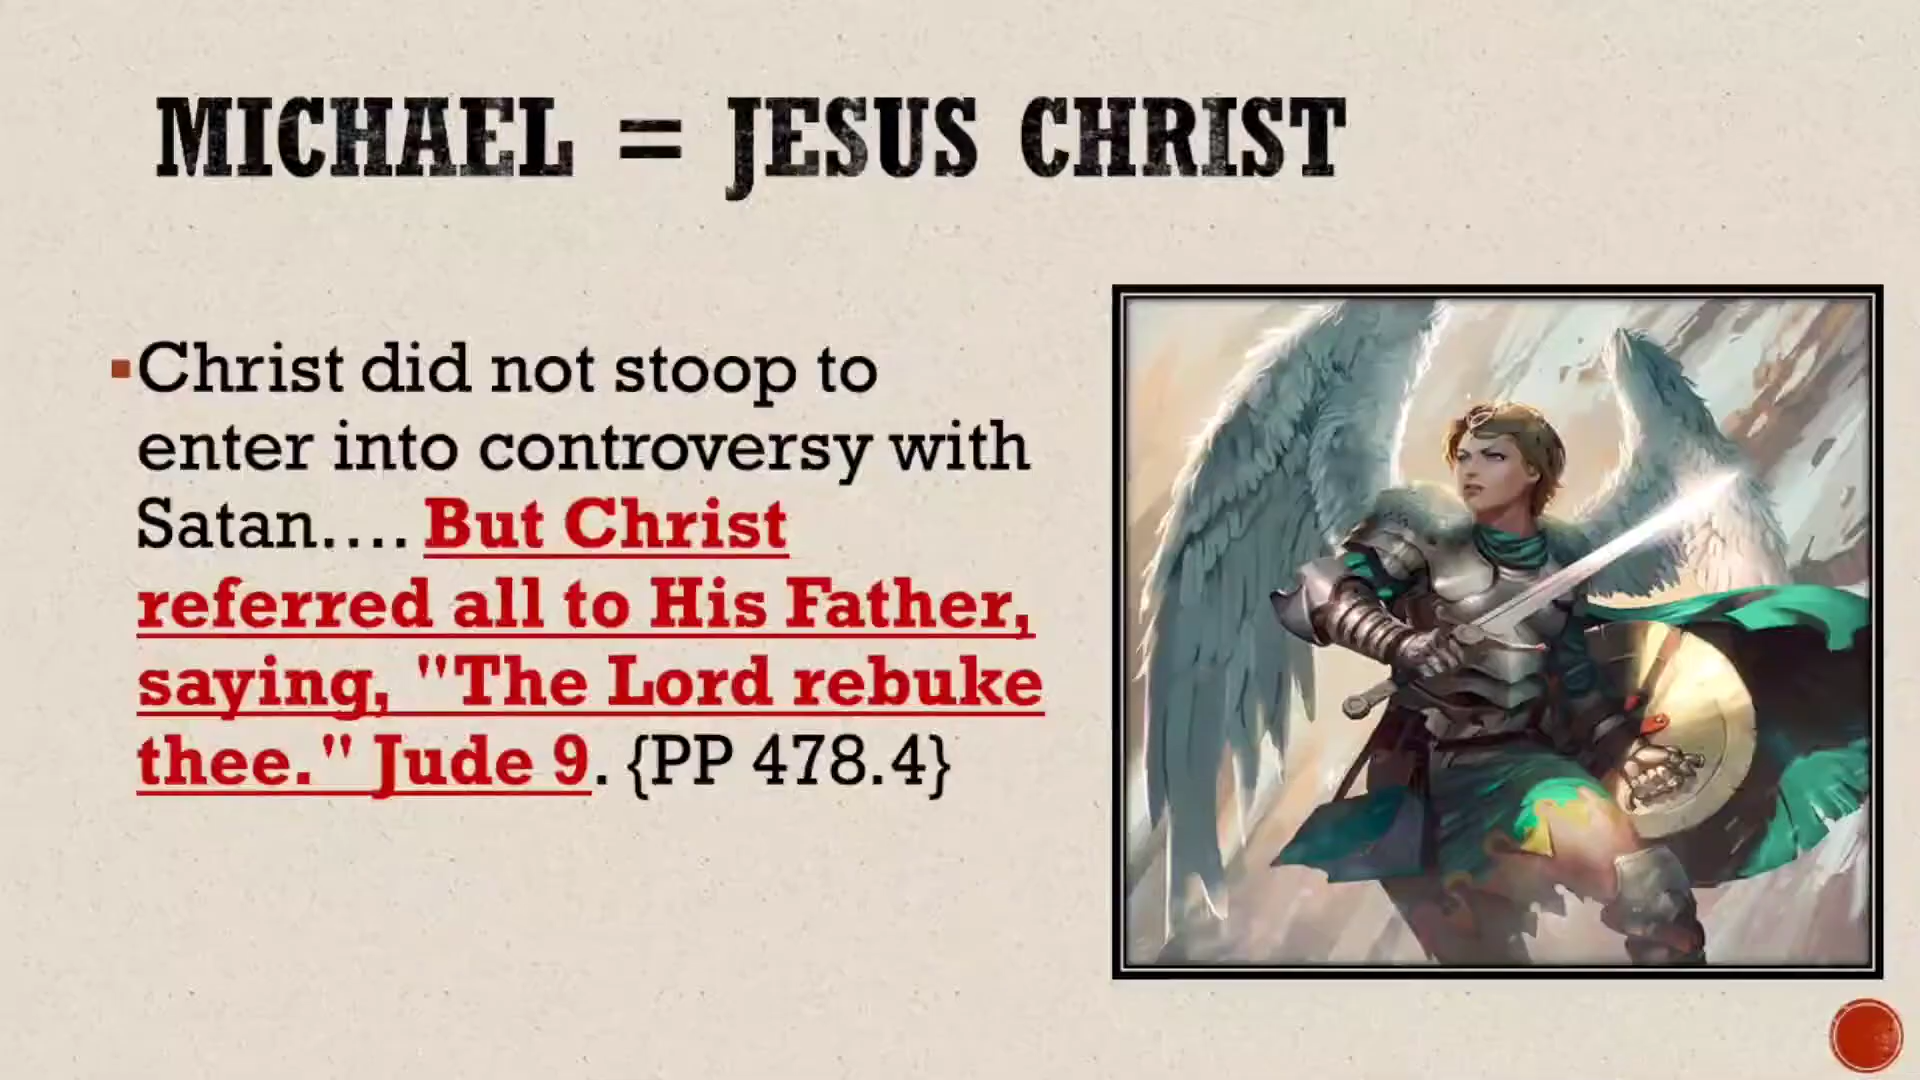 MICHAEL = JESUS CHRIST
Christ did not stoop to
enter into controversy with
Satan.... But Christ
referred all to His Father,
saying, "The Lord rebuke
thee." Jude 9. {PP 478.4}